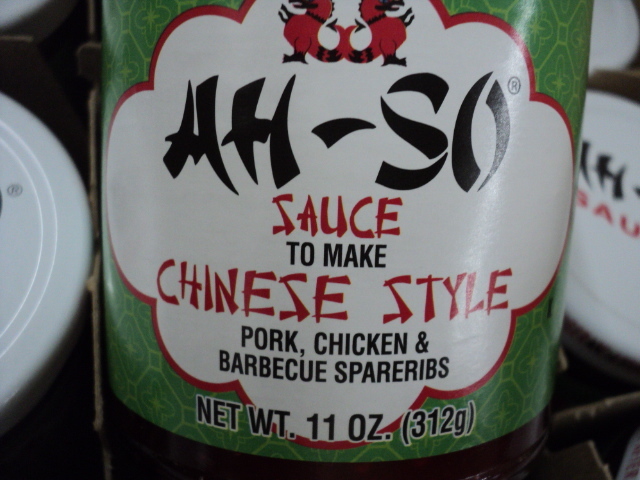 AH-SO®
SAUCE
TO MAKE
CHINESE STYLE
PORK, CHICKEN &
BARBECUE SPARERIBS
NET WT. 11 OZ. (312g)
®